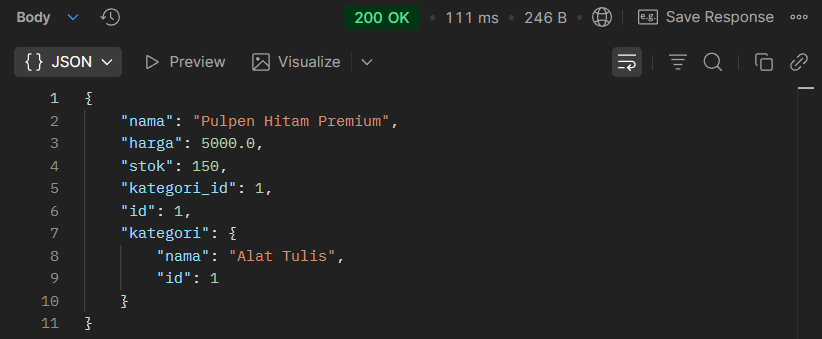 Body 200 OK • 111 ms • 246 B • e.g. Save Response
{} JSON Preview Visualize
1 {
2 "nama": "Pulpen Hitam Premium",
3 "harga": 5000.0,
4 "stok": 150,
5 "kategori_id": 1,
6 "id": 1,
7 "kategori": {
8 "nama": "Alat Tulis",
9 "id": 1
10 }
11 }